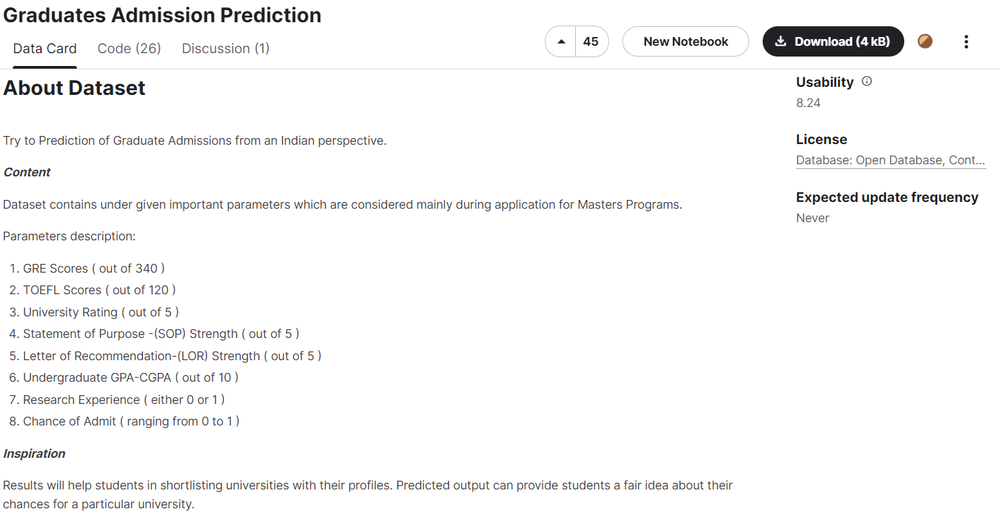 Graduates Admission Prediction
Data Card Code (26) Discussion (1)
45 New Notebook Download (4 kB)
About Dataset
Usability
8.24
Try to Prediction of Graduate Admissions from an Indian perspective.
License
Database: Open Database, Cont...
Content
Expected update frequency
Never
Dataset contains under given important parameters which are considered mainly during application for Masters Programs.
Parameters description:
1. GRE Scores ( out of 340 )
2. TOEFL Scores ( out of 120 )
3. University Rating ( out of 5 )
4. Statement of Purpose -(SOP) Strength ( out of 5 )
5. Letter of Recommendation-(LOR) Strength ( out of 5 )
6. Undergraduate GPA-CGPA ( out of 10 )
7. Research Experience ( either 0 or 1 )
8. Chance of Admit ( ranging from 0 to 1 )
Inspiration
Results will help students in shortlisting universities with their profiles. Predicted output can provide students a fair idea about their
chances for a particular university.